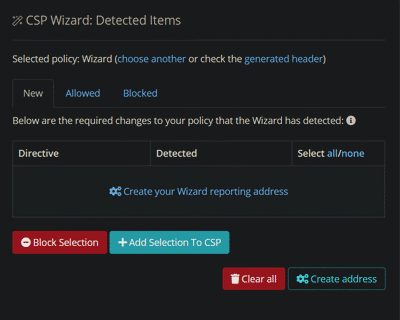 CSP Wizard: Detected Items
Selected policy: Wizard (choose another or check the generated header)
New Allowed Blocked
Below are the required changes to your policy that the Wizard has detected:
Directive Detected Select all/none
Create your Wizard reporting address
Block Selection Add Selection To CSP
Clear all Create address